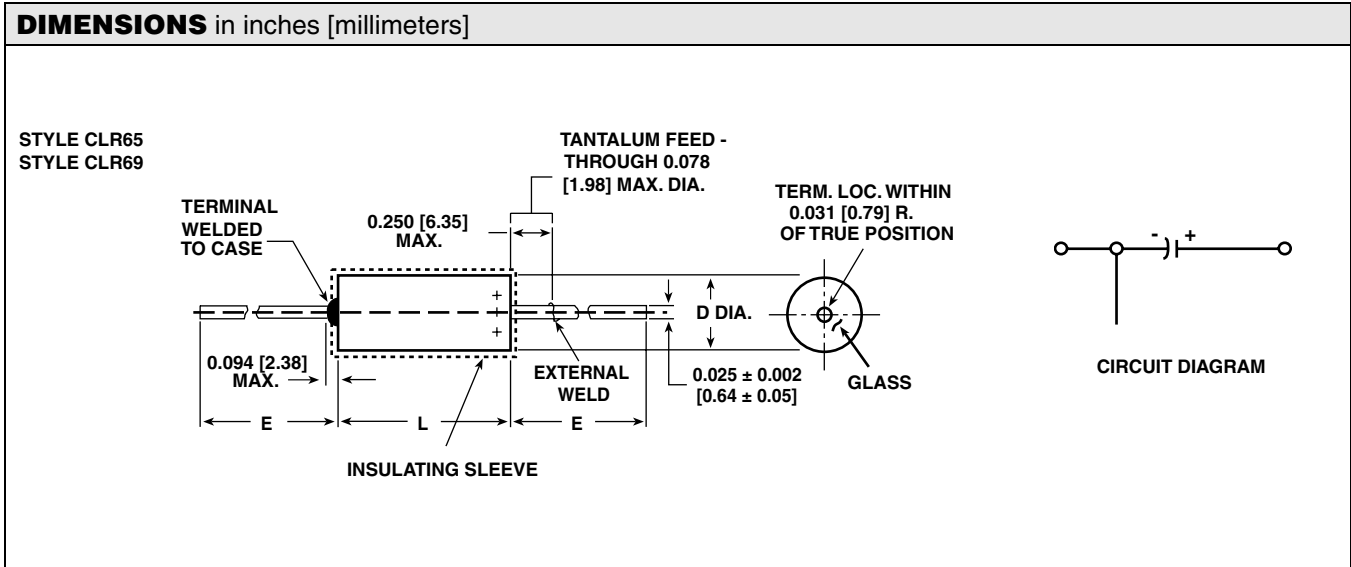 DIMENSIONS in inches [millimeters]
STYLE CLR65
STYLE CLR69
TERMINAL
WELDED
TO CASE
0.250 [6.35]
MAX.
TANTALUM FEED -
THROUGH 0.078
[1.98] MAX. DIA.
TERM. LOC. WITHIN
0.031 [0.79] R.
OF TRUE POSITION
- +
+
+
D DIA.
0.094 [2.38]
MAX.
EXTERNAL
WELD
0.025 ± 0.002
[0.64 ± 0.05]
GLASS
CIRCUIT DIAGRAM
E L E
INSULATING SLEEVE